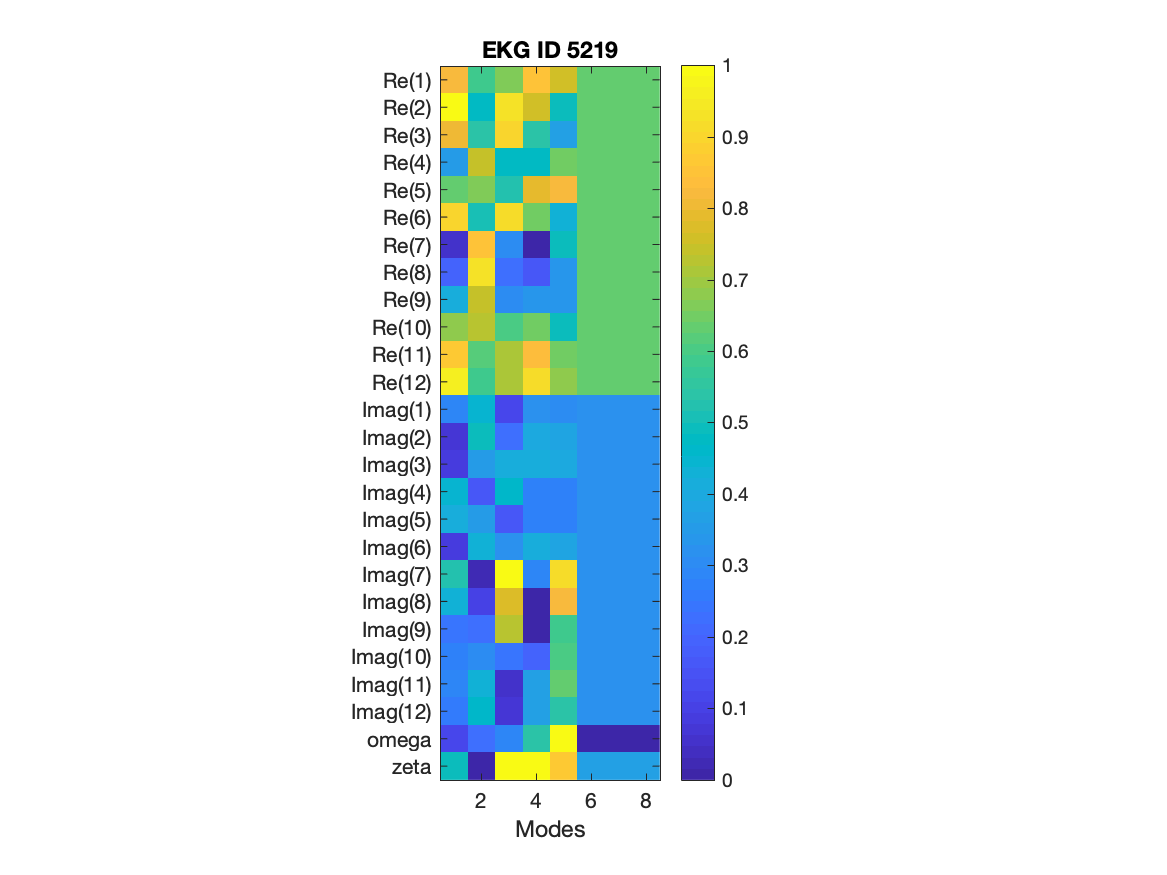 EKG ID 5219
Re(1)
Re(2)
Re(3)
Re(4)
Re(5)
Re(6)
Re(7)
Re(8)
Re(9)
Re(10)
Re(11)
Re(12)
Imag(1)
Imag(2)
Imag(3)
Imag(4)
Imag(5)
Imag(6)
Imag(7)
Imag(8)
Imag(9)
Imag(10)
Imag(11)
Imag(12)
omega
zeta
2 4 6 8
Modes
1
0.9
0.8
0.7
0.6
0.5
0.4
0.3
0.2
0.1
0